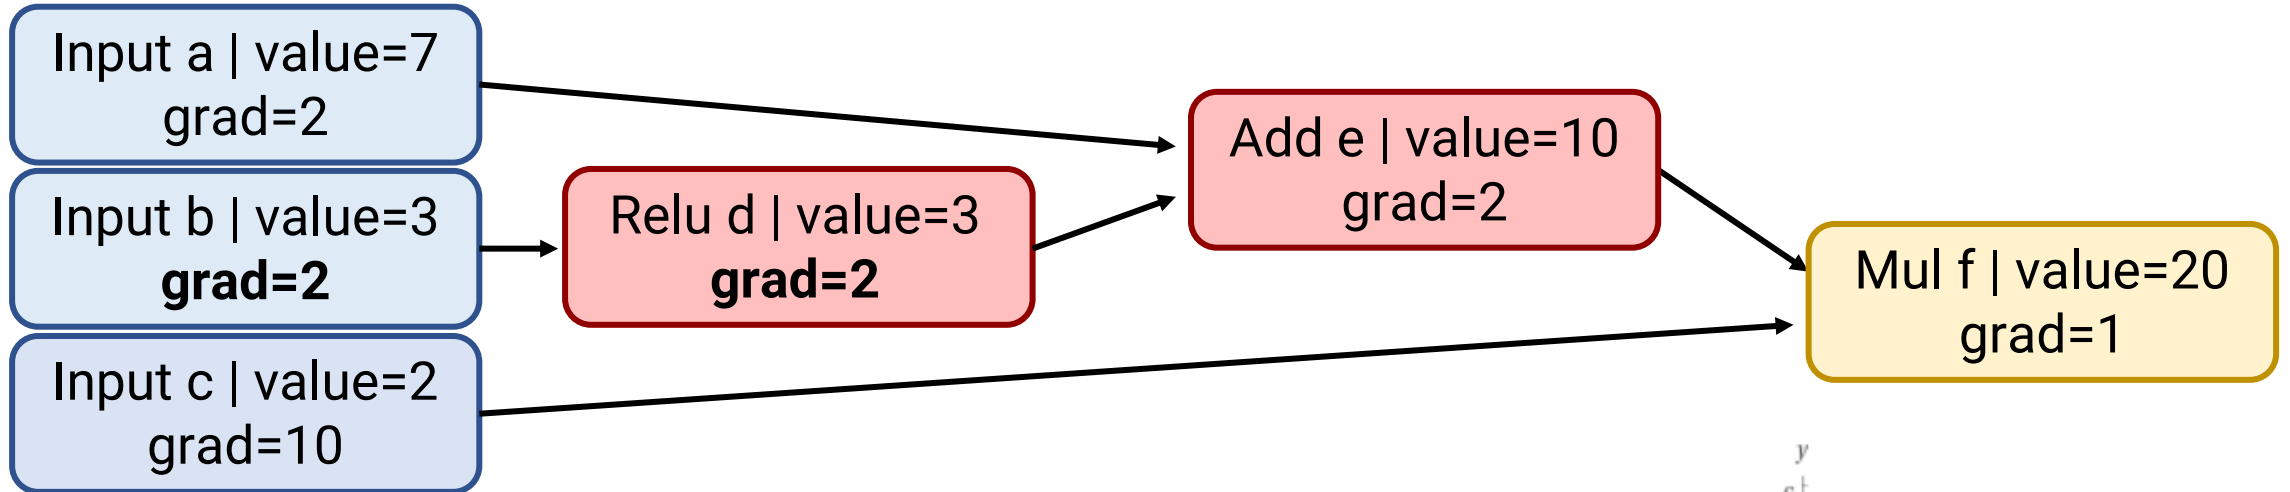 Input a | value=7
grad=2
Input b | value=3
grad=2
Input c | value=2
grad=10
Relu d | value=3
grad=2
Add e | value=10
grad=2
Mul f | value=20
grad=1
y